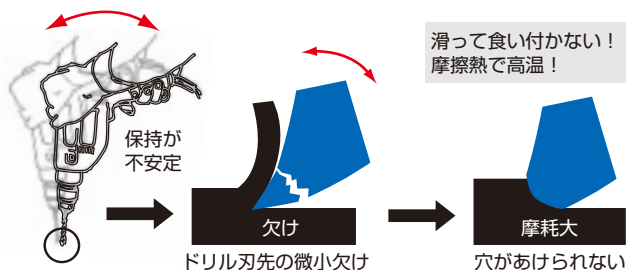 滑って食い付かない！
摩擦熱で高温！
保持が
不安定
欠け
摩耗大
ドリル刃先の微小欠け
穴があけられない